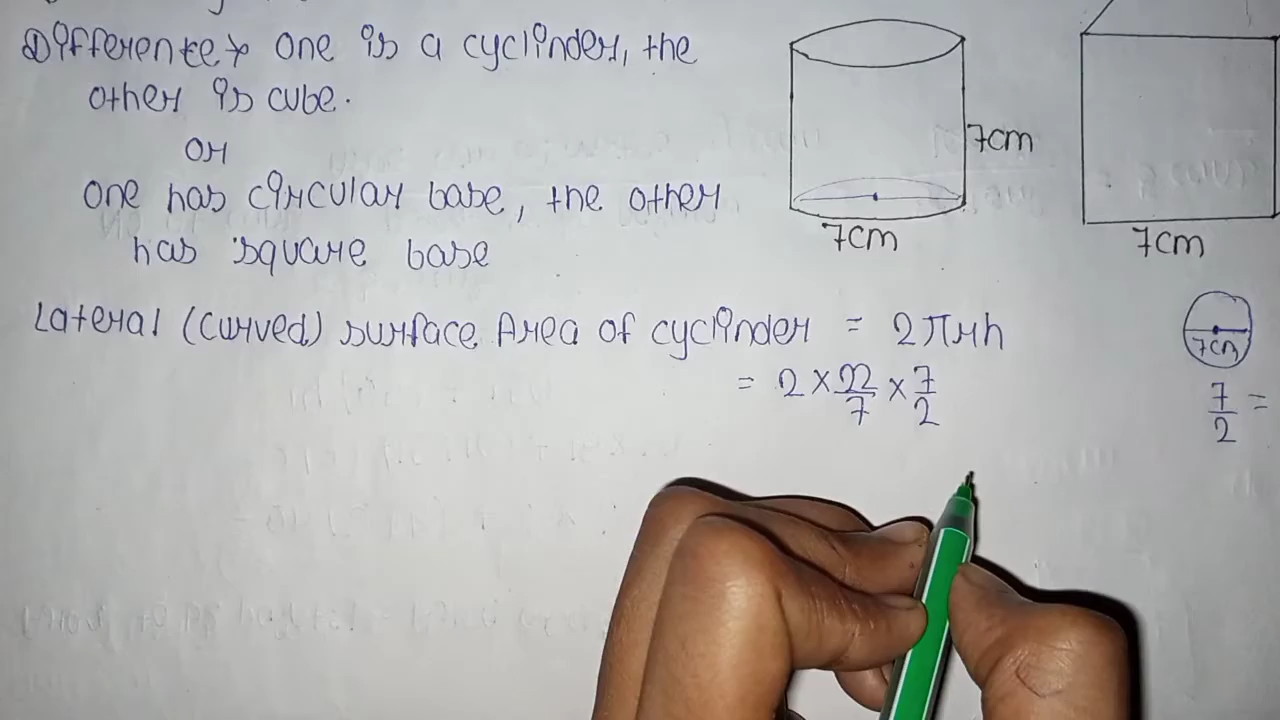 Difference→ One is a cyclinder, the
other is cube.
or
One has circular base, the other
has square base
7cm
7cm
7cm
Lateral (curved) surface Area of cyclinder = 2πrh
= 2 × 22/7 × 7/2
7cm
7/2 =